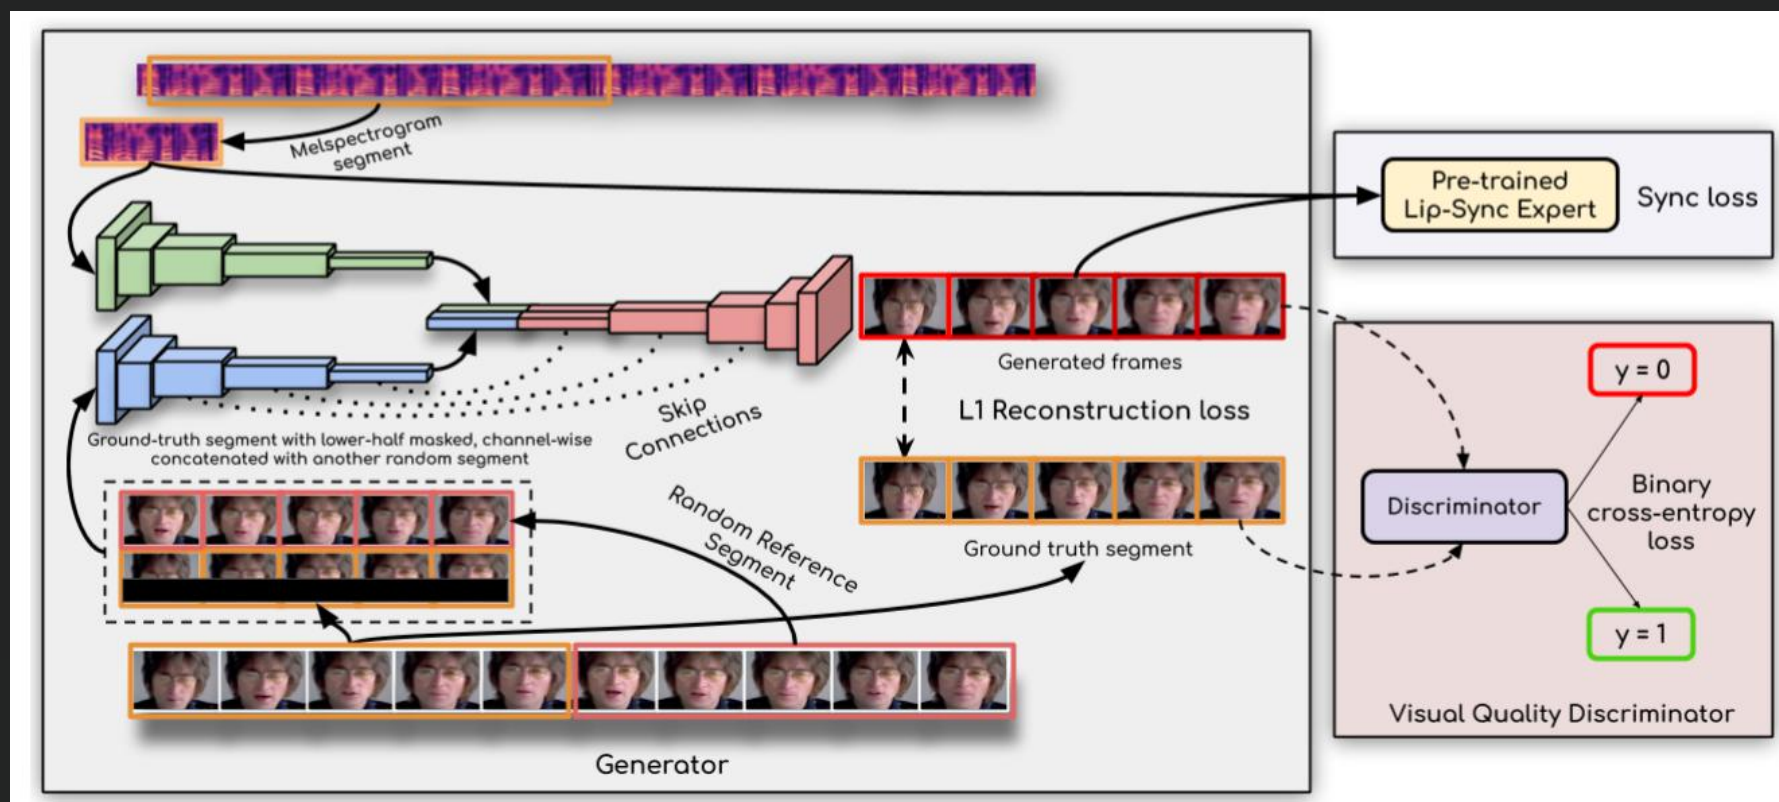 Melspectrogram
segment
Pre-trained
Lip-Sync Expert
Sync loss
Generated frames
L1 Reconstruction loss
Skip
Connections
Ground-truth segment with lower-half masked, channel-wise
concatenated with another random segment
Random Reference
Segment
Ground truth segment
y = 0
Discriminator
Binary
cross-entropy
loss
y = 1
Visual Quality Discriminator
Generator